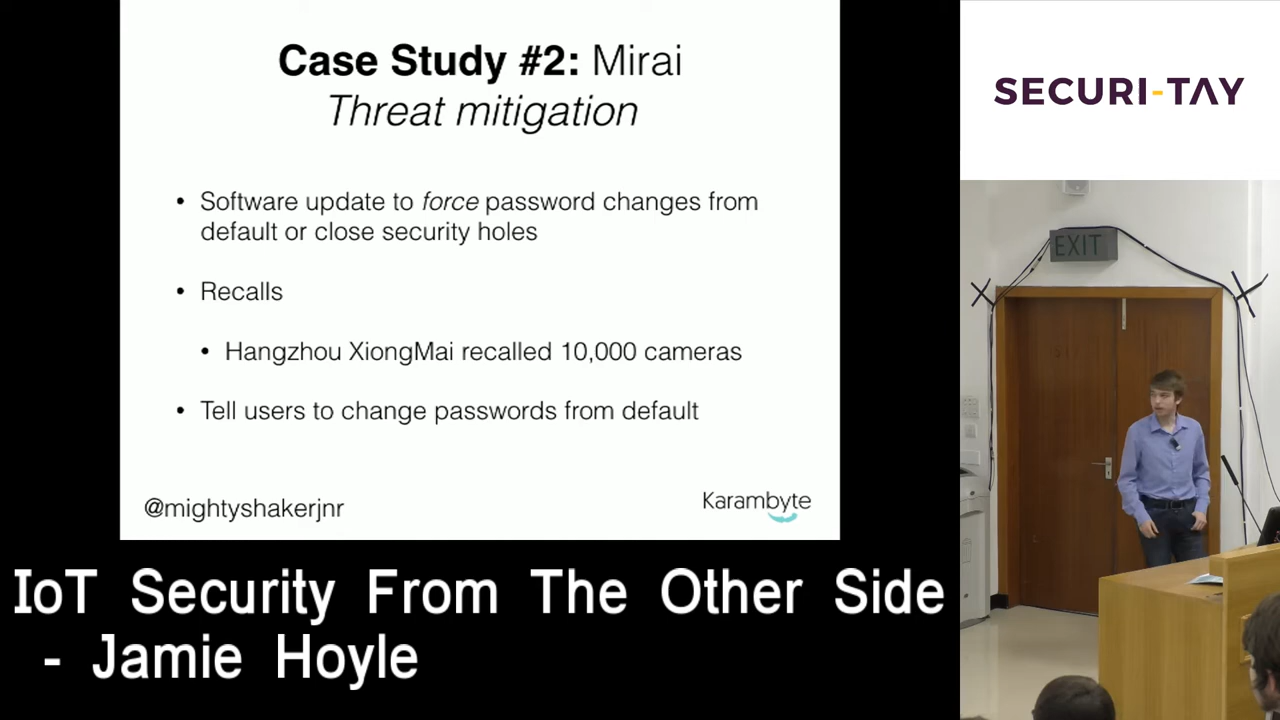 Case Study #2: Mirai
Threat mitigation
• Software update to force password changes from
default or close security holes
• Recalls
• Hangzhou XiongMai recalled 10,000 cameras
• Tell users to change passwords from default
@mightyshakerjnr
Karambyte
SECURI-TAY
EXIT
IoT Security From The Other Side
- Jamie Hoyle